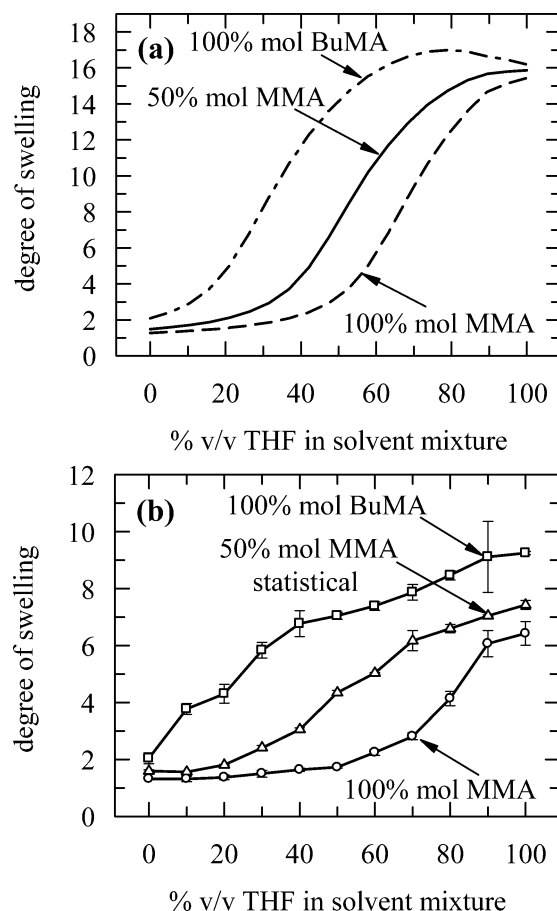 (a)
100% mol BuMA
50% mol MMA
100% mol MMA
degree of swelling
18
16
14
12
10
8
6
4
2
0
0 20 40 60 80 100
% v/v THF in solvent mixture
(b)
100% mol BuMA
50% mol MMA
statistical
100% mol MMA
degree of swelling
12
10
8
6
4
2
0
0 20 40 60 80 100
% v/v THF in solvent mixture